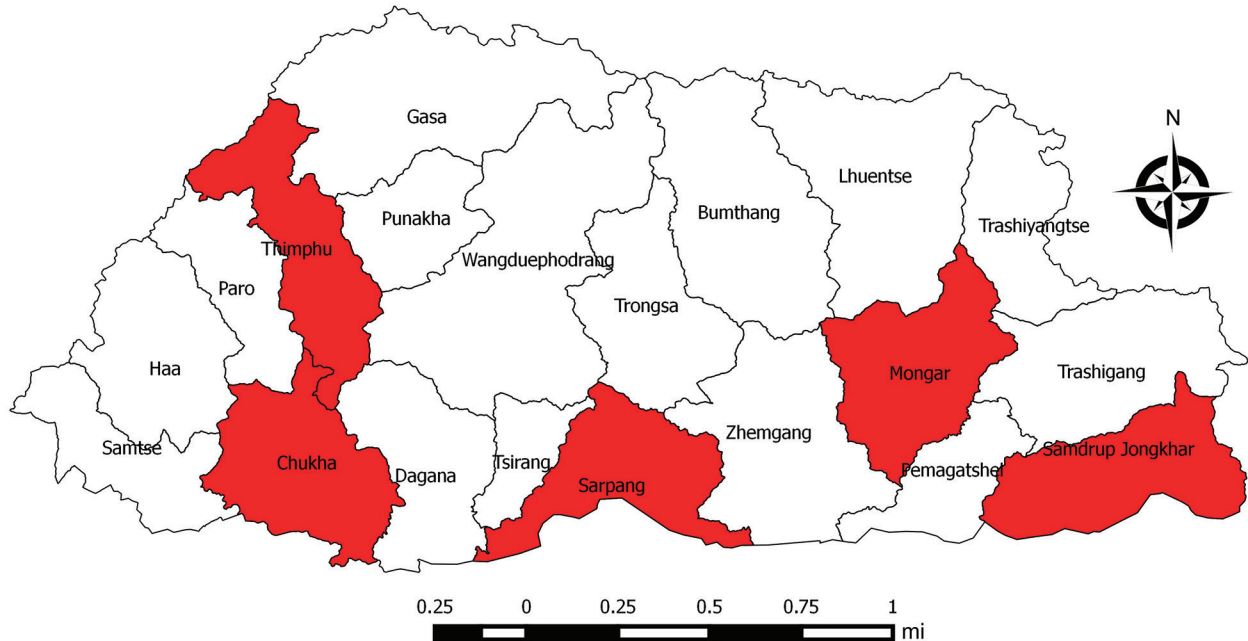 Gasa
N
Lhuentse
Punakha
Bumthang
Trashiyangtse
Thimphu
Wangduephodrang
Paro
Trongsa
Haa
Mongar
Trashigang
Zhemgang
Samtse
Samdrup Jongkhar
Chukha
Tsirang
Pemagatshel
Dagana
Sarpang
0.25 0 0.25 0.5 0.75 1
mi